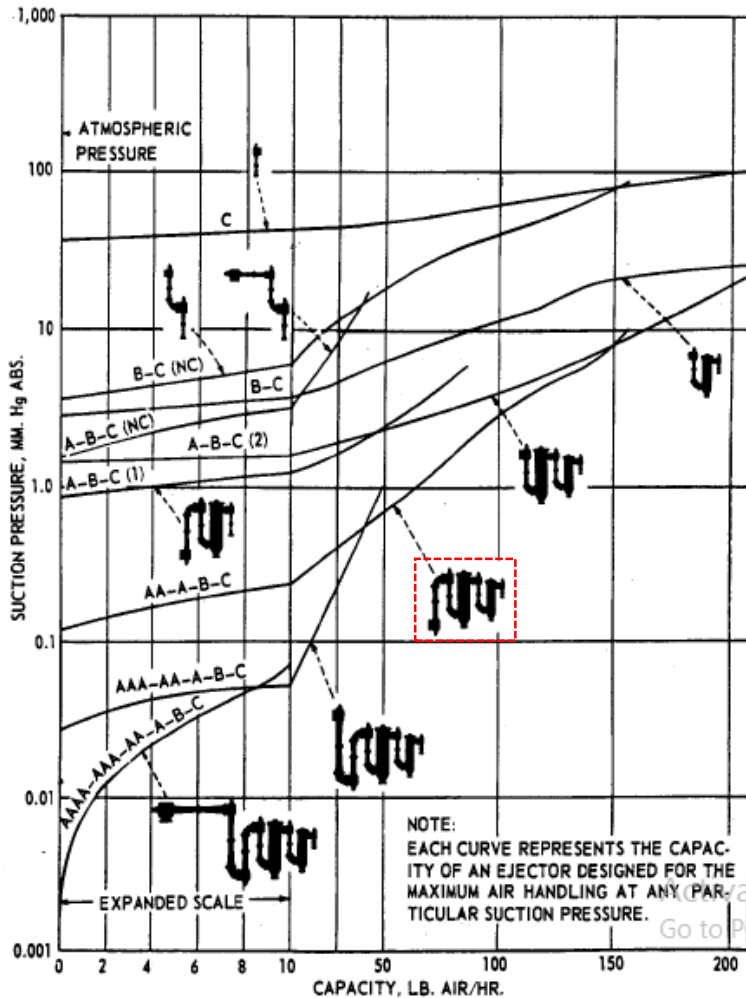 1,000
ATMOSPHERIC
PRESSURE
100
C
10
B-C (NC)
B-C
A-B-C (NC)
A-B-C (2)
1.0
A-B-C (1)
AA-A-B-C
0.1
AAA-AA-A-B-C
AAAA-AAA-AA-A-B-C
0.01
NOTE:
EACH CURVE REPRESENTS THE CAPAC-
ITY OF AN EJECTOR DESIGNED FOR THE
MAXIMUM AIR HANDLING AT ANY PAR-
TICULAR SUCTION PRESSURE.
Activa
Go to P
EXPANDED SCALE
0.001
0 2 4 6 8 10 50 100 150 200
CAPACITY, LB. AIR/HR.
SUCTION PRESSURE, MM. Hg ABS.